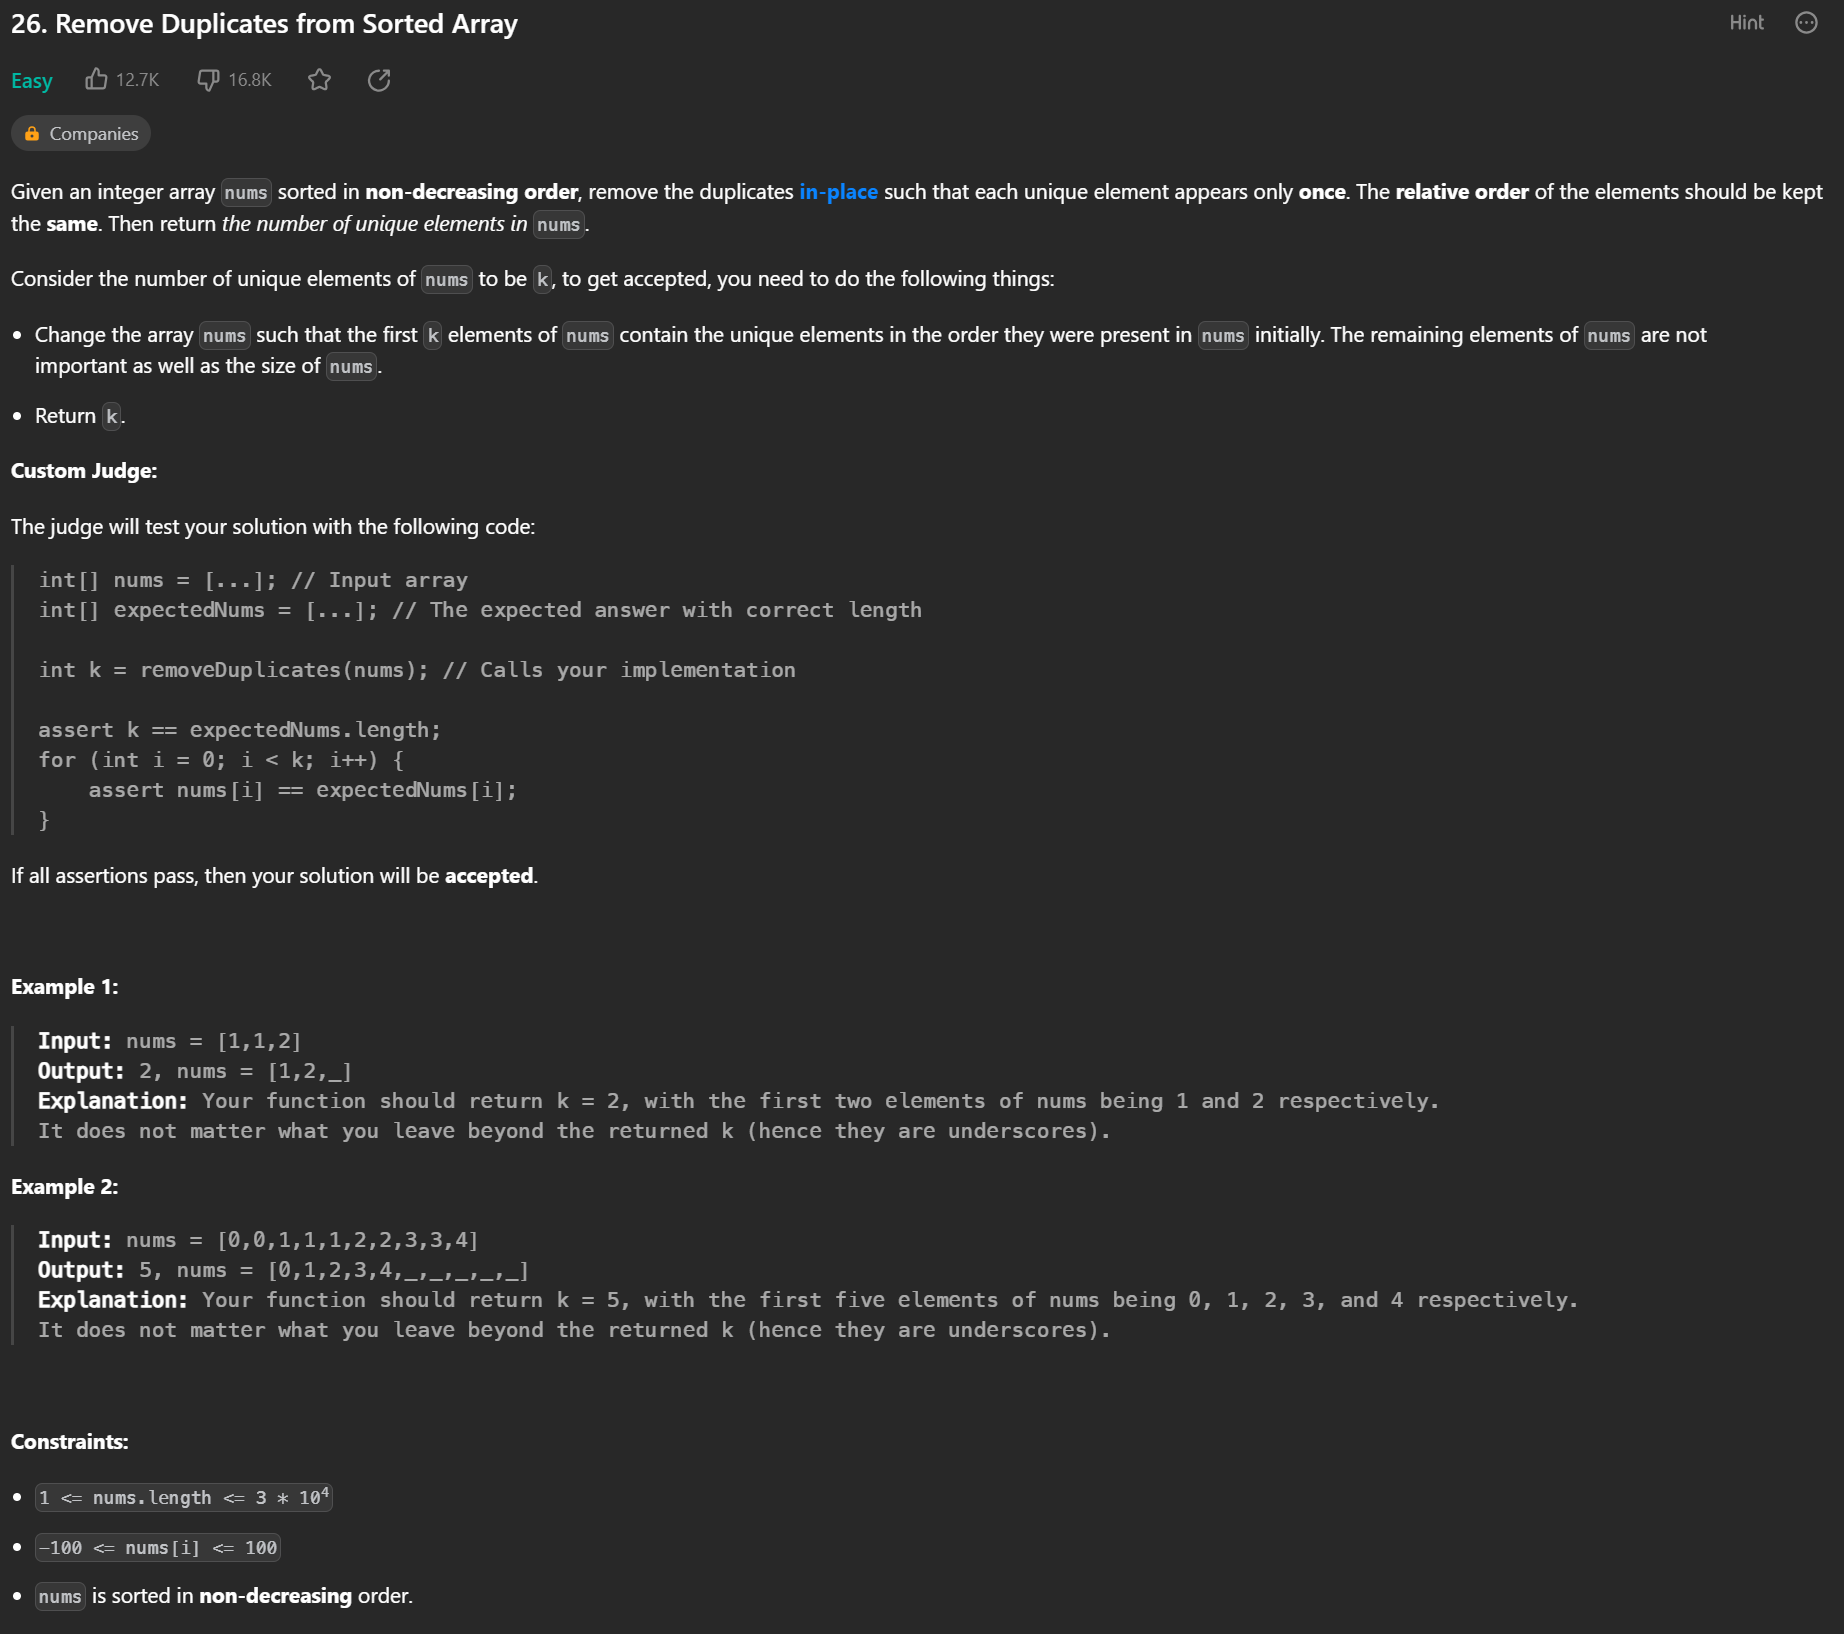 26. Remove Duplicates from Sorted Array
Hint
Easy 12.7K 16.8K
Companies
Given an integer array nums sorted in non-decreasing order, remove the duplicates in-place such that each unique element appears only once. The relative order of the elements should be kept
the same. Then return the number of unique elements in nums.
Consider the number of unique elements of nums to be k, to get accepted, you need to do the following things:
• Change the array nums such that the first k elements of nums contain the unique elements in the order they were present in nums initially. The remaining elements of nums are not
important as well as the size of nums.
• Return k.
Custom Judge:
The judge will test your solution with the following code:
int[] nums = [...]; // Input array
int[] expectedNums = [...]; // The expected answer with correct length
int k = removeDuplicates(nums); // Calls your implementation
assert k == expectedNums.length;
for (int i = 0; i < k; i++) {
    assert nums[i] == expectedNums[i];
}
If all assertions pass, then your solution will be accepted.
Example 1:
Input: nums = [1,1,2]
Output: 2, nums = [1,2,_]
Explanation: Your function should return k = 2, with the first two elements of nums being 1 and 2 respectively.
It does not matter what you leave beyond the returned k (hence they are underscores).
Example 2:
Input: nums = [0,0,1,1,1,2,2,3,3,4]
Output: 5, nums = [0,1,2,3,4,_,_,_,_,_]
Explanation: Your function should return k = 5, with the first five elements of nums being 0, 1, 2, 3, and 4 respectively.
It does not matter what you leave beyond the returned k (hence they are underscores).
Constraints:
• 1 <= nums.length <= 3 * 10⁴
• -100 <= nums[i] <= 100
• nums is sorted in non-decreasing order.